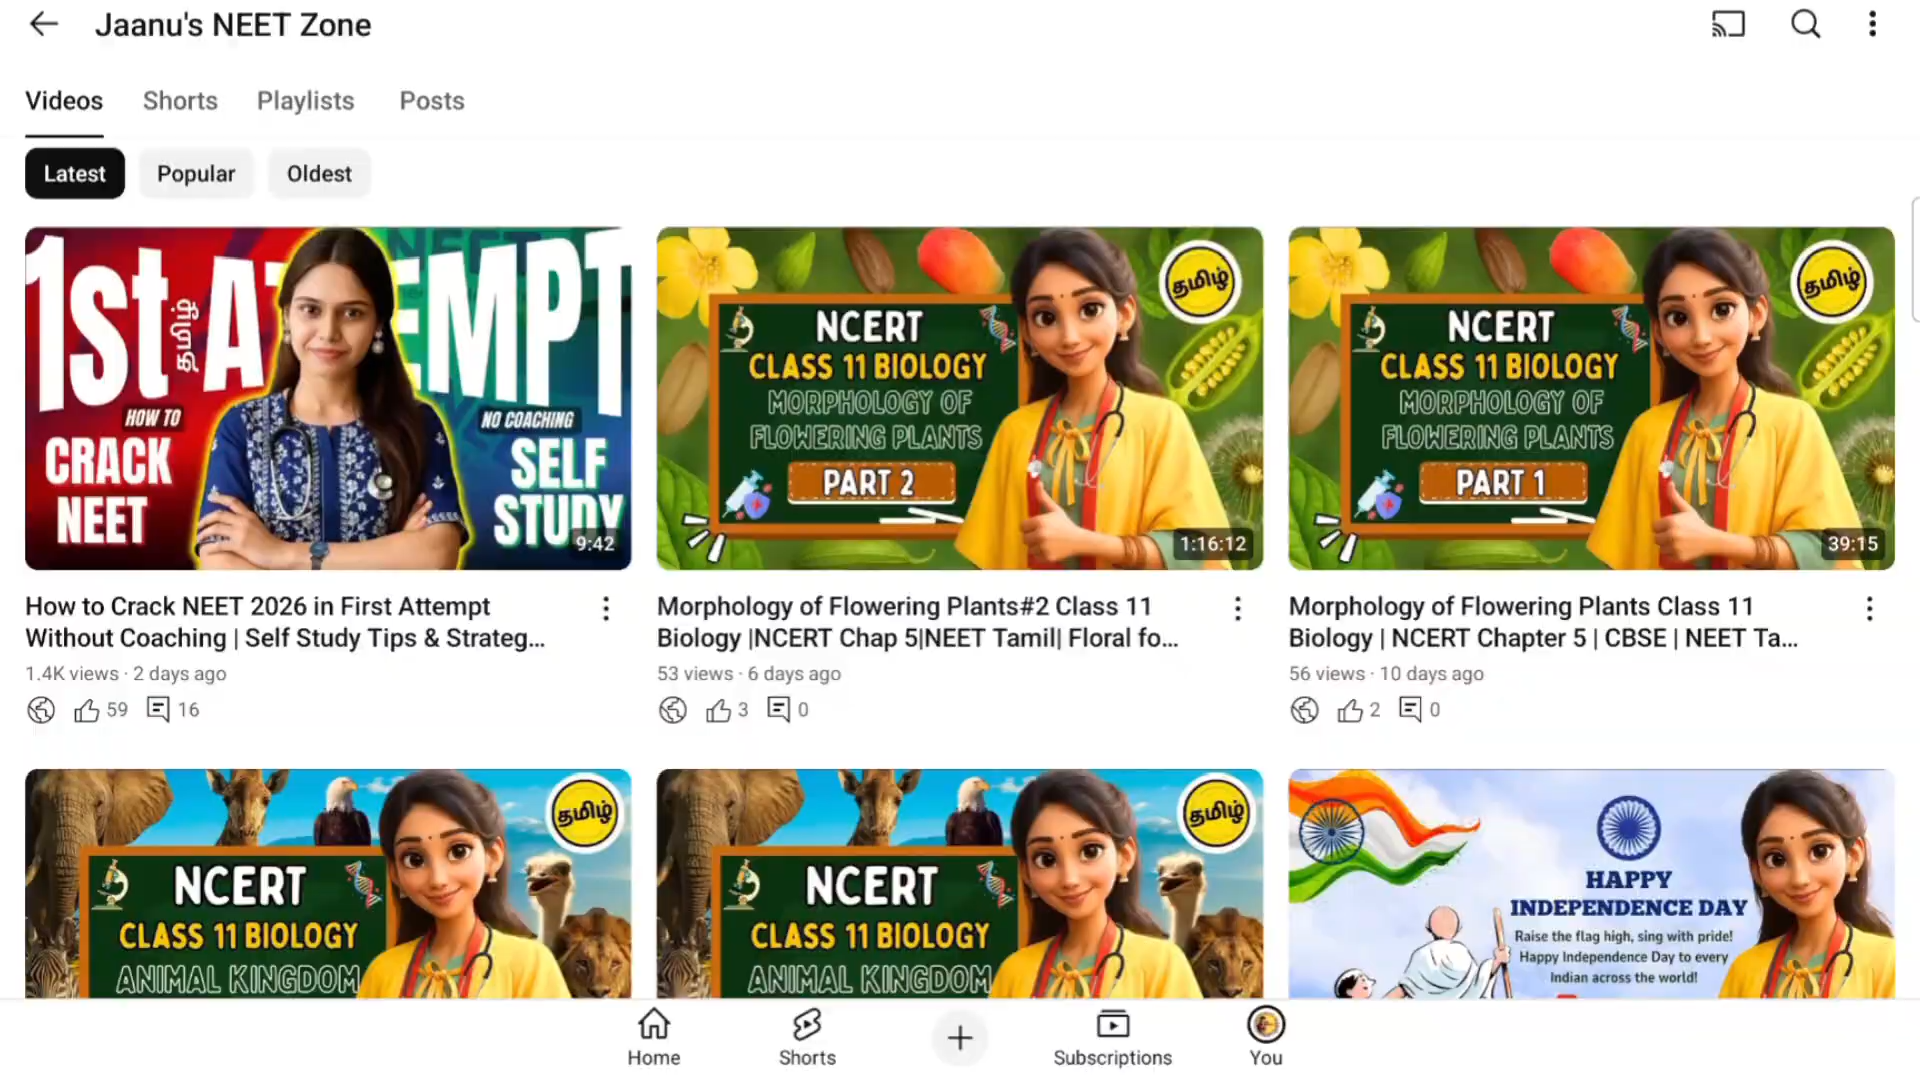 Jaanu's NEET Zone
Videos
Shorts
Playlists
Posts
Latest
Popular
Oldest
1st ATTEMPT
தமிழ்
HOW TO
CRACK
NEET
NO COACHING
SELF
STUDY
9:42
NCERT
CLASS 11 BIOLOGY
MORPHOLOGY OF
FLOWERING PLANTS
PART 2
தமிழ்
1:16:12
NCERT
CLASS 11 BIOLOGY
MORPHOLOGY OF
FLOWERING PLANTS
PART 1
தமிழ்
39:15
How to Crack NEET 2026 in First Attempt
Without Coaching | Self Study Tips & Strateg...
1.4K views · 2 days ago
59
16
Morphology of Flowering Plants#2 Class 11
Biology |NCERT Chap 5|NEET Tamil| Floral fo...
53 views · 6 days ago
3
0
Morphology of Flowering Plants Class 11
Biology | NCERT Chapter 5 | CBSE | NEET Ta...
56 views · 10 days ago
2
0
தமிழ்
NCERT
CLASS 11 BIOLOGY
ANIMAL KINGDOM
தமிழ்
NCERT
CLASS 11 BIOLOGY
ANIMAL KINGDOM
HAPPY
INDEPENDENCE DAY
Raise the flag high, sing with pride!
Happy Independence Day to every
Indian across the world!
Home
Shorts
Subscriptions
You